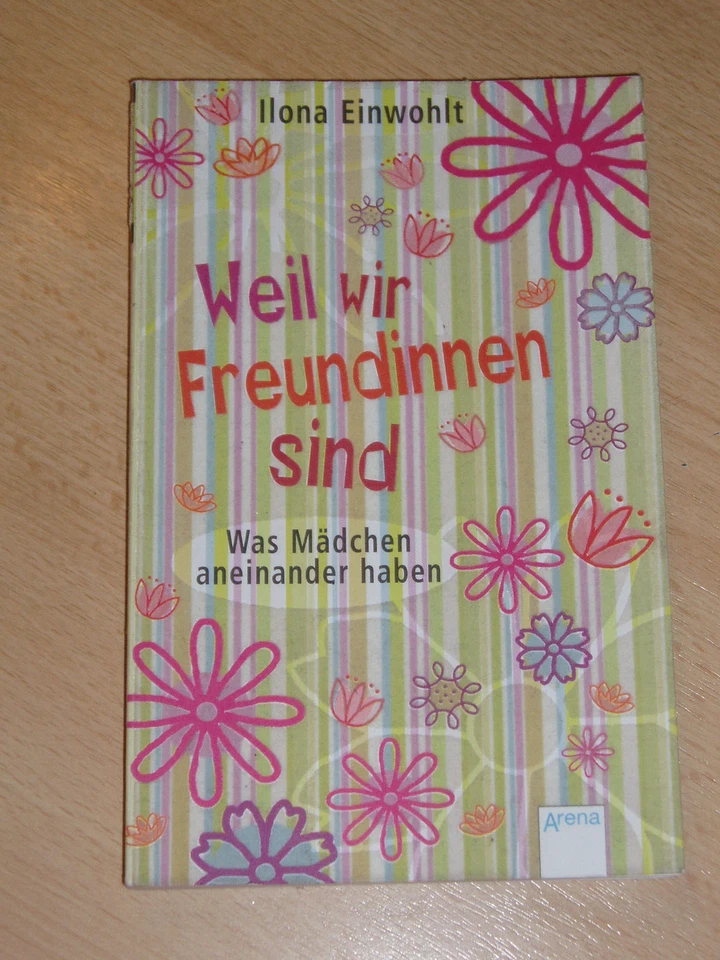 Ilona Einwohlt
Weil wir
Freundinnen
sind
Was Mädchen
aneinander haben
Arena